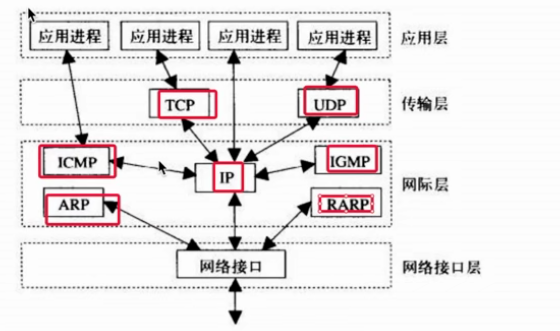 应用进程 应用进程 应用进程 应用进程 应用层
TCP UDP 传输层
ICMP IP IGMP 网际层
ARP RARP
网络接口 网络接口层